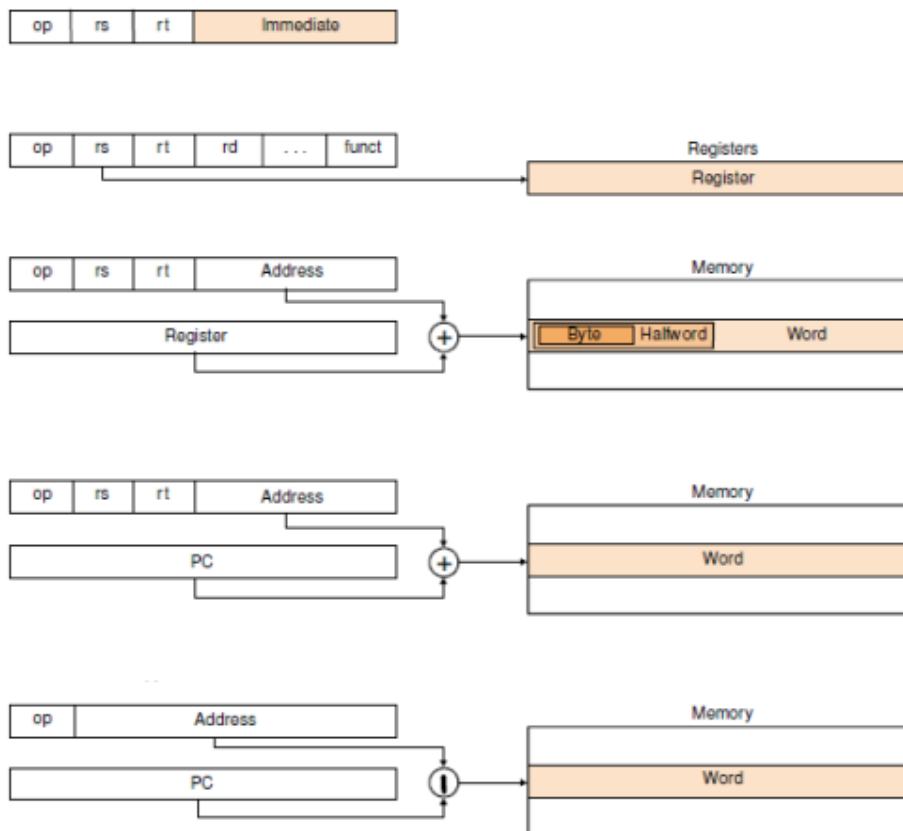 op rs rt Immediate
op rs rt rd ... funct
Registers
Register
op rs rt Address
Memory
Register
+
Byte Halfword Word
op rs rt Address
Memory
PC
+
Word
op Address
Memory
PC
|
Word